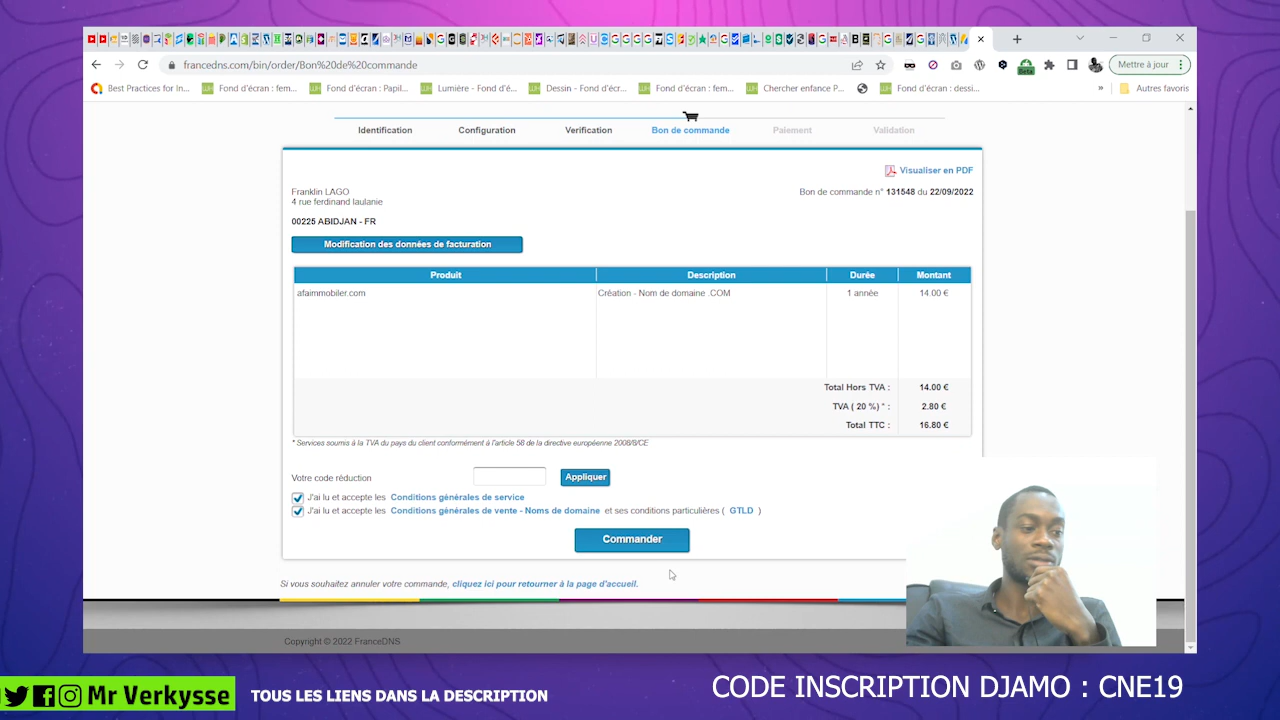 francedns.com/bin/order/Bon%20de%20commande
Mettre à jour
Best Practices for In...
Fond d'écran : fem...
Fond d'écran : Papil...
Lumière - Fond d'é...
Dessin - Fond d'écr...
Fond d'écran : fem...
Chercher enfance P...
Fond d'écran : dessi...
»
Autres favoris
Identification
Configuration
Verification
Bon de commande
Paiement
Validation
Visualiser en PDF
Franklin LAGO
4 rue ferdinand laulanie
Bon de commande n° 131548 du 22/09/2022
00225 ABIDJAN - FR
Modification des données de facturation
Produit
Description
Durée
Montant
afaimmobiler.com
Création - Nom de domaine .COM
1 année
14.00 €
Total Hors TVA : 14.00 €
TVA ( 20 %) * : 2.80 €
Total TTC : 16.80 €
* Services soumis à la TVA du pays du client conformément à l'article 58 de la directive européenne 2008/8/CE
Votre code réduction
Appliquer
J'ai lu et accepte les Conditions générales de service
J'ai lu et accepte les Conditions générales de vente - Noms de domaine et ses conditions particulières ( GTLD )
Commander
Si vous souhaitez annuler votre commande, cliquez ici pour retourner à la page d'accueil.
Copyright © 2022 FranceDNS
Mr Verkysse
TOUS LES LIENS DANS LA DESCRIPTION
CODE INSCRIPTION DJAMO : CNE19